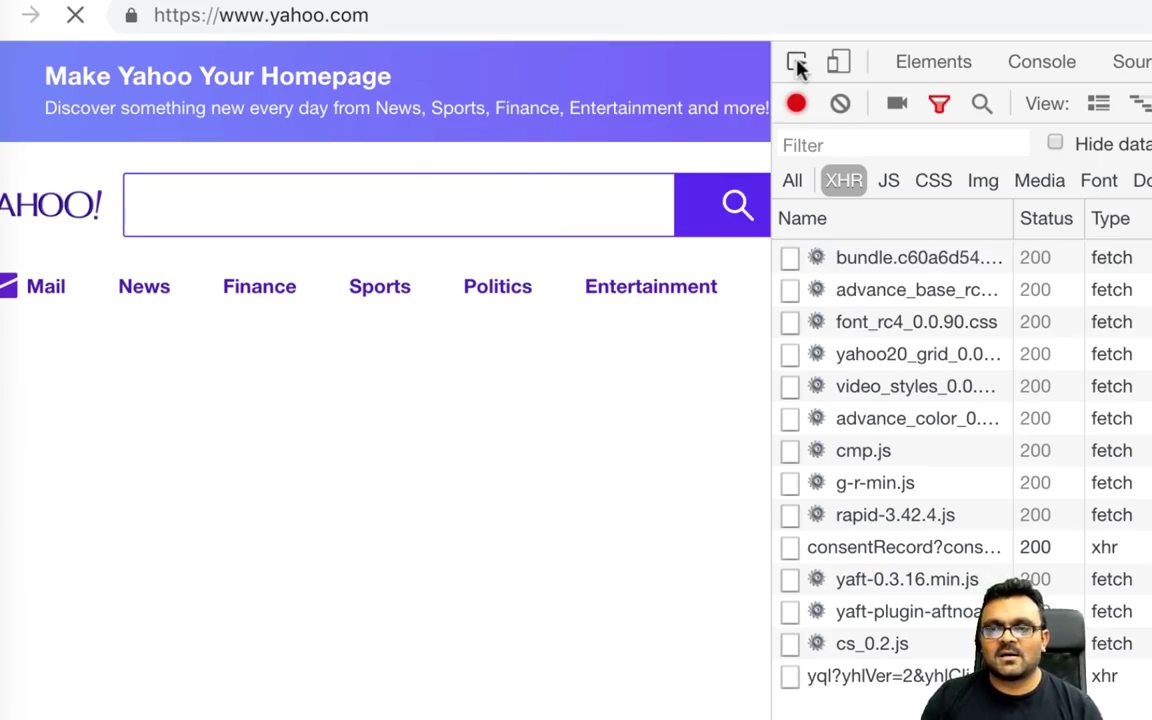 https://www.yahoo.com
Make Yahoo Your Homepage
Discover something new every day from News, Sports, Finance, Entertainment and more!
AHOO!
Mail News Finance Sports Politics Entertainment
Elements Console Sour
View:
Filter Hide data
All XHR JS CSS Img Media Font Do
Name Status Type
bundle.c60a6d54.... 200 fetch
advance_base_rc... 200 fetch
font_rc4_0.0.90.css 200 fetch
yahoo20_grid_0.0... 200 fetch
video_styles_0.0.... 200 fetch
advance_color_0.... 200 fetch
cmp.js 200 fetch
g-r-min.js 200 fetch
rapid-3.42.4.js 200 fetch
consentRecord?cons... 200 xhr
yaft-0.3.16.min.js 200 fetch
yaft-plugin-aftnoa fetch
cs_0.2.js fetch
yql?yhlVer=2&yhlCli xhr